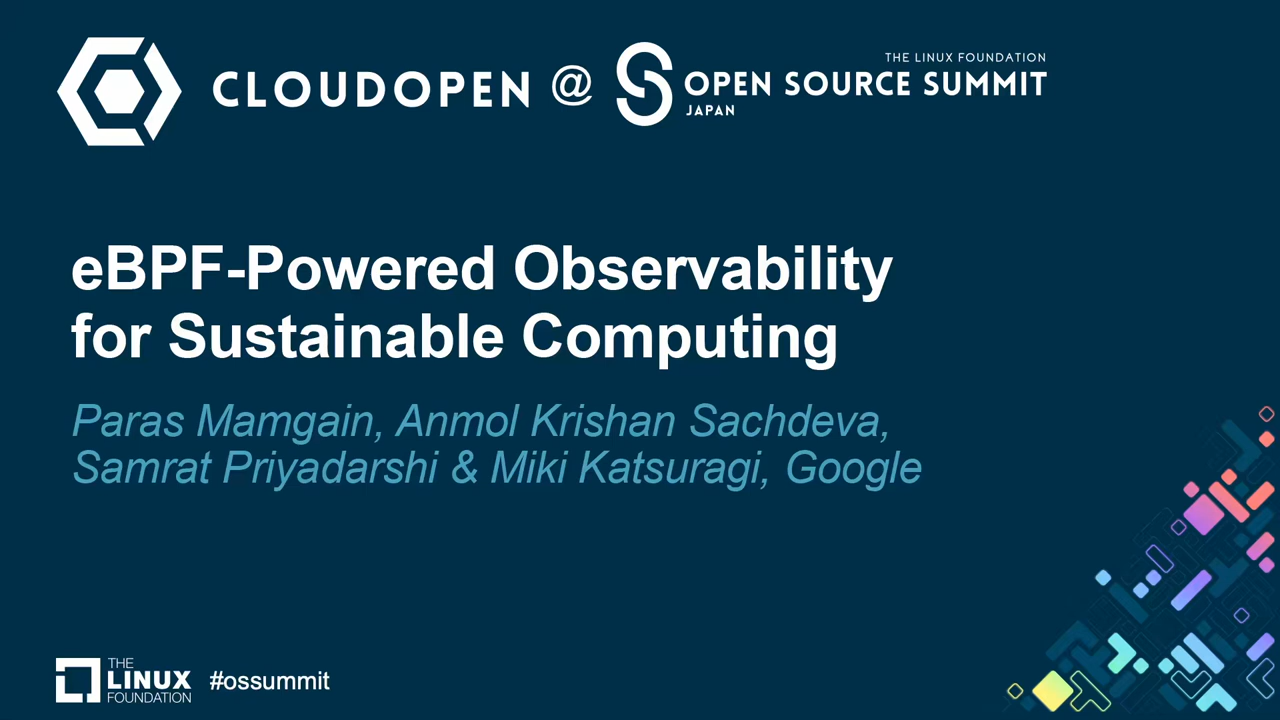 CLOUDOPEN @ THE LINUX FOUNDATION
OPEN SOURCE SUMMIT
JAPAN
eBPF-Powered Observability
for Sustainable Computing
Paras Mamgain, Anmol Krishan Sachdeva,
Samrat Priyadarshi & Miki Katsuragi, Google
THE
LINUX
FOUNDATION
#ossummit